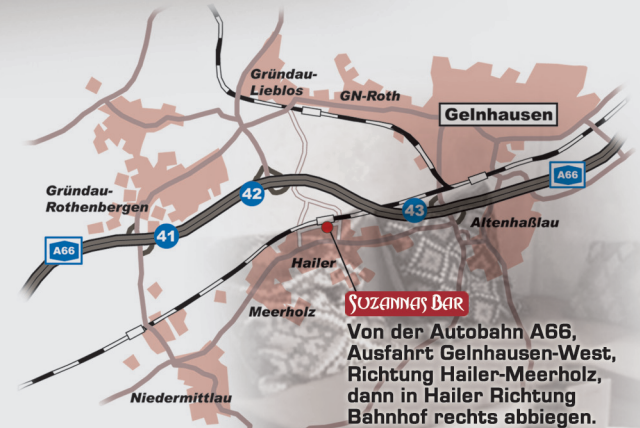 Gründau-
Lieblos
GN-Roth
Gelnhausen
A66
Gründau-
Rothenbergen
42
43
41
A66
Altenhaßlau
Hailer
Meerholz
Suzannas Bar
Von der Autobahn A66,
Ausfahrt Gelnhausen-West,
Richtung Hailer-Meerholz,
dann in Hailer Richtung
Bahnhof rechts abbiegen.
Niedermittlau